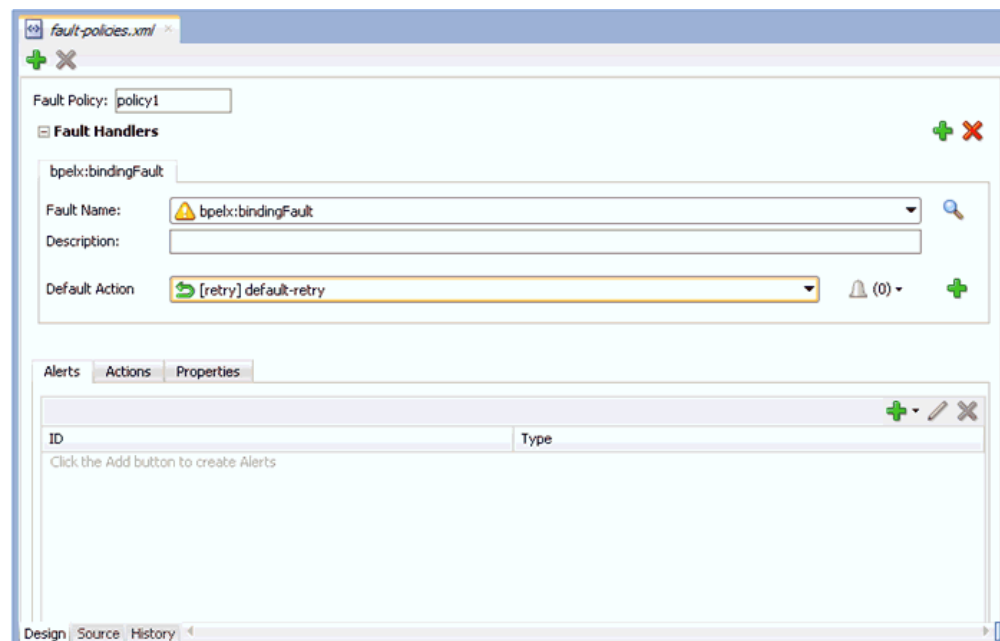 fault-policies.xml
Fault Policy: policy1
Fault Handlers
bpelx:bindingFault
Fault Name: bpelx:bindingFault
Description:
Default Action [retry] default-retry (0)
Alerts Actions Properties
ID Type
Click the Add button to create Alerts
Design Source History